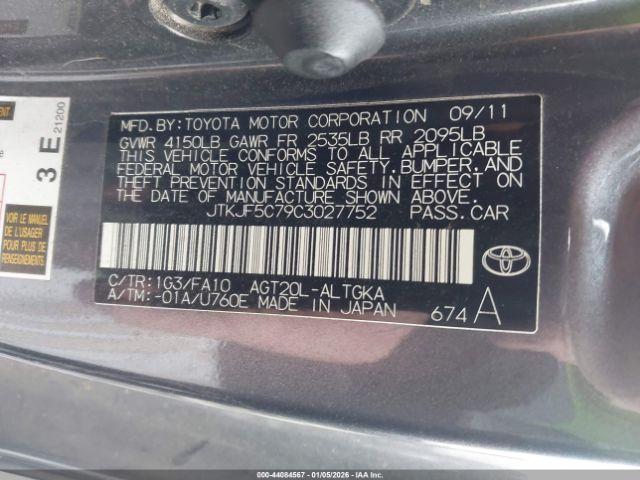 MFD.BY:TOYOTA MOTOR CORPORATION 09/11
GVWR 4150LB GAWR FR 2535LB RR 2095LB
THIS VEHICLE CONFORMS TO ALL APPLICABLE
FEDERAL MOTOR VEHICLE SAFETY,BUMPER,AND
THEFT PREVENTION STANDARDS IN EFFECT ON
THE DATE OF MANUFACTURE SHOWN ABOVE.
JTKJF5C79C3027752 PASS.CAR
C/TR:1G3/FA10 AGT20L-ALTGKA
A/TM:-01A/U760E MADE IN JAPAN 674 A
3 E
21200
VOIR LE
MANUEL DE
L'USAGER
POUR PLUS DE
RENSEIGNEMENTS
000-44084567 | 01/05/2026 - IAAI.CA